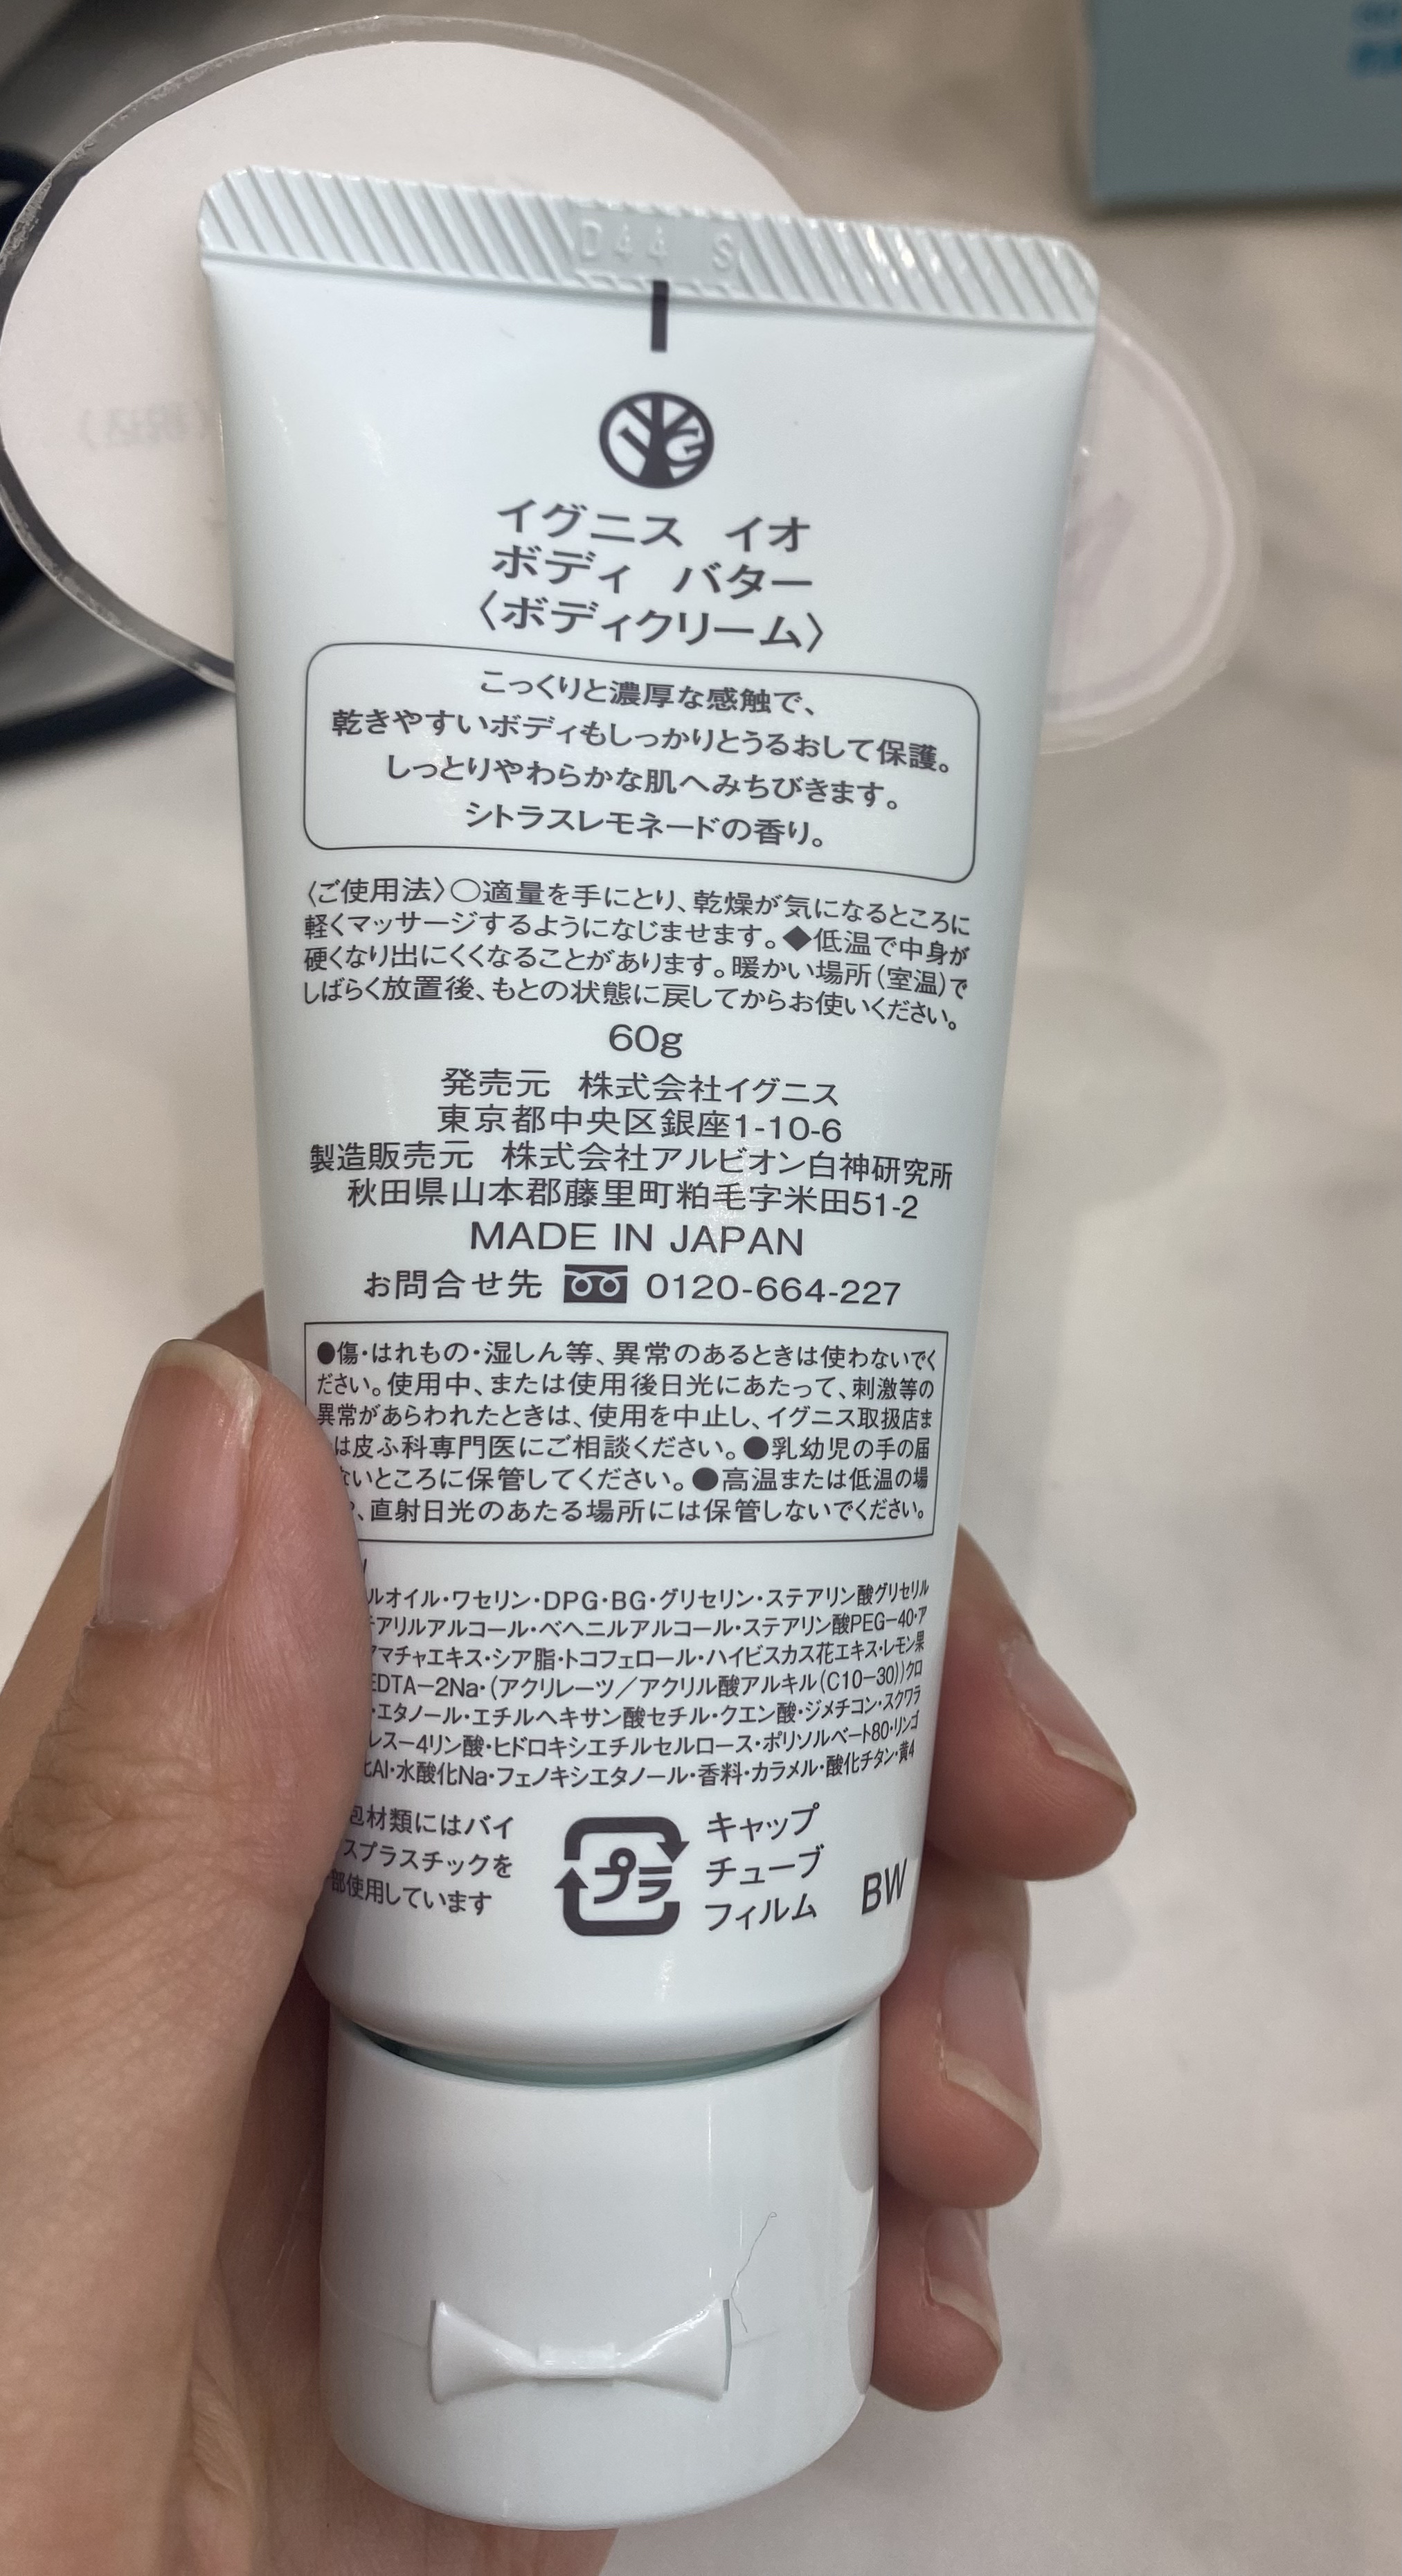 D44 S
イグニス イオ
ボディ バター
〈ボディクリーム〉
こっくりと濃厚な感触で、
乾きやすいボディもしっかりとうるおして保護。
しっとりやわらかな肌へみちびきます。
シトラスレモネードの香り。
〈ご使用法〉○適量を手にとり、乾燥が気になるところに
軽くマッサージするようになじませます。◆低温で中身が
硬くなり出にくくなることがあります。暖かい場所(室温)で
しばらく放置後、もとの状態に戻してからお使いください。
60g
発売元 株式会社イグニス
東京都中央区銀座1-10-6
製造販売元 株式会社アルビオン白神研究所
秋田県山本郡藤里町粕毛字米田51-2
MADE IN JAPAN
お問合せ先 0120-664-227
●傷・はれもの・湿しん等、異常のあるときは使わないでく
ださい。使用中、または使用後日光にあたって、刺激等の
異常があらわれたときは、使用を中止し、イグニス取扱店ま
は皮ふ科専門医にご相談ください。●乳幼児の手の届
ないところに保管してください。●高温または低温の場
、直射日光のあたる場所には保管しないでください。
ルオイル・ワセリン・DPG・BG・グリセリン・ステアリン酸グリセリル
テアリルアルコール・ベヘニルアルコール・ステアリン酸PEG-40・ア
アマチャエキス・シア脂・トコフェロール・ハイビスカス花エキス・レモン果
EDTA-2Na・(アクリレーツ/アクリル酸アルキル(C10-30))クロ
・エタノール・エチルヘキサン酸セチル・クエン酸・ジメチコン・スクワラ
レス-4リン酸・ヒドロキシエチルセルロース・ポリソルベート80・リンゴ
化Al・水酸化Na・フェノキシエタノール・香料・カラメル・酸化チタン・黄4
包材類にはバイ
スプラスチックを
部使用しています
プラ
キャップ
チューブ
フィルム
BW